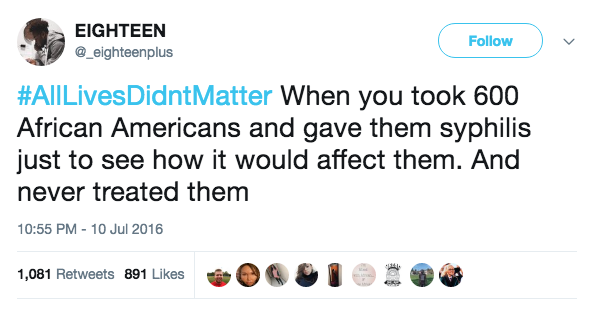 EIGHTEEN
@_eighteenplus
Follow
#AllLivesDidntMatter When you took 600
African Americans and gave them syphilis
just to see how it would affect them. And
never treated them
10:55 PM - 10 Jul 2016
1,081 Retweets 891 Likes